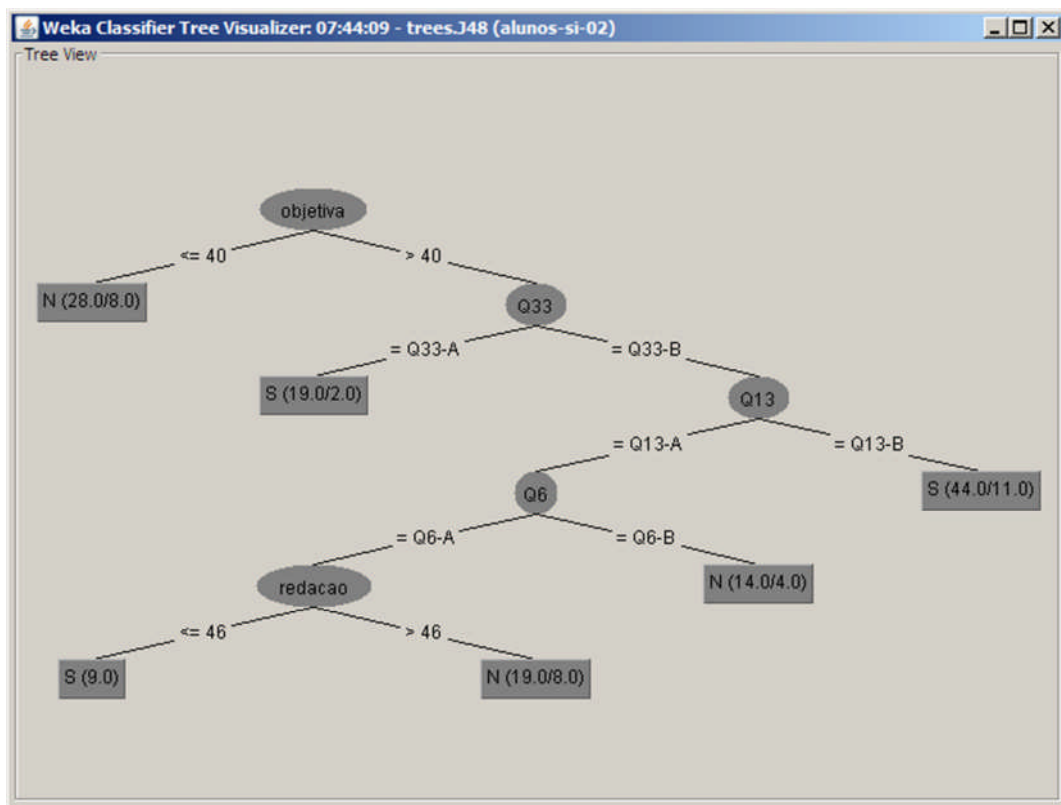 Weka Classifier Tree Visualizer: 07:44:09 - trees.J48 (alunos-si-02)
Tree View
objetiva
<= 40
> 40
N (28.0/8.0)
Q33
= Q33-A
= Q33-B
S (19.0/2.0)
Q13
= Q13-A
= Q13-B
Q6
S (44.0/11.0)
= Q6-A
= Q6-B
redacao
N (14.0/4.0)
<= 46
> 46
S (9.0)
N (19.0/8.0)